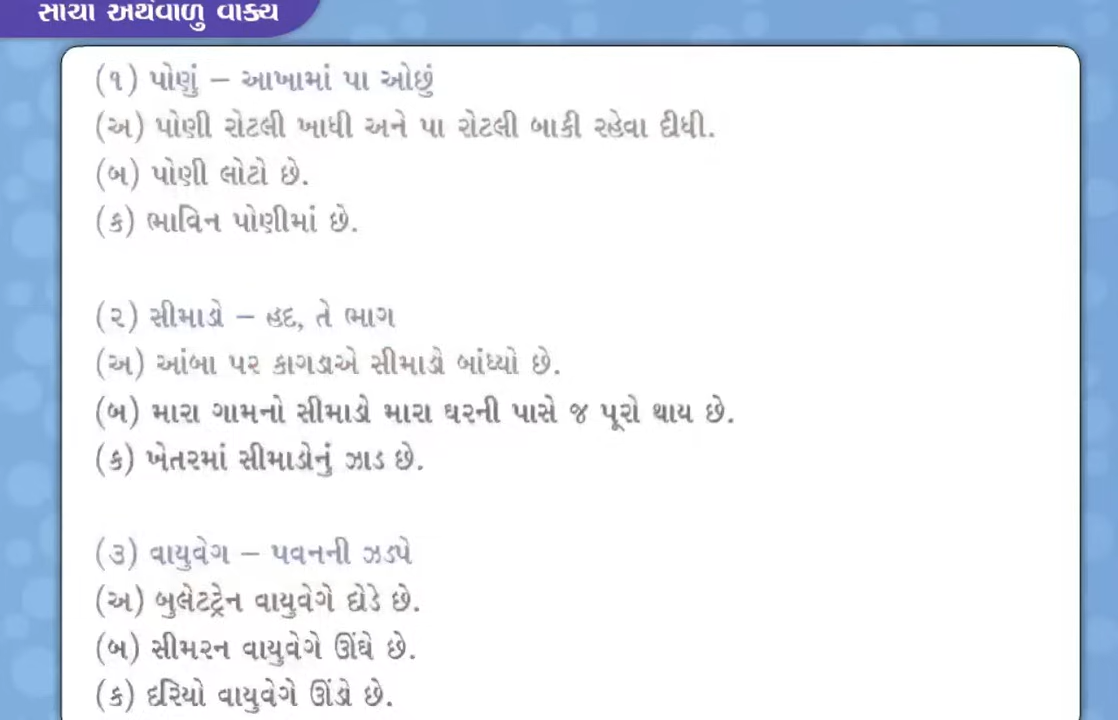 સાચા અર્થવાળુ વાક્ય
(૧) પોણું – આખામાં પા ઓછું
(અ) પોણી રોટલી ખાધી અને પા રોટલી બાકી રહેવા દીધી.
(બ) પોણી લોટો છે.
(ક) ભાવિન પોણીમાં છે.
(૨) સીમાડો – હદ, તે ભાગ
(અ) આંબા પર કાગડાએ સીમાડો બાંધ્યો છે.
(બ) મારા ગામનો સીમાડો મારા ઘરની પાસે જ પૂરો થાય છે.
(ક) ખેતરમાં સીમાડોનું ઝાડ છે.
(૩) વાયુવેગ – પવનની ઝડપે
(અ) બુલેટટ્રેન વાયુવેગે દોડે છે.
(બ) સીમરન વાયુવેગે ઊંઘે છે.
(ક) દરિયો વાયુવેગે ઊંડો છે.